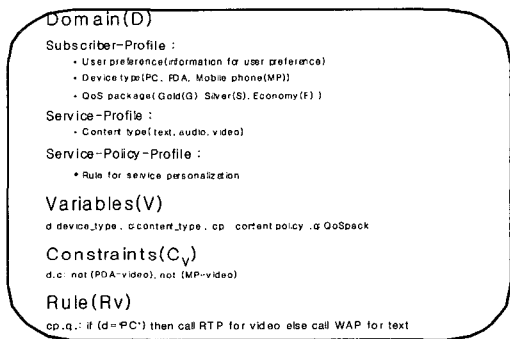 Domain(D)
Subscriber-Profile :
• User preference(information for user preference)
• Device type(PC, PDA, Mobile phone(MP))
• QoS package( Gold(G) Silver(S), Economy(E) )
Service-Profile :
• Content type(text, audio, video)
Service-Policy-Profile :
• Rule for service personalization
Variables(V)
d device_type , c content_type , cp content policy , q QoSpack
Constraints(Cv)
d.c: not (PDA-video), not (MP-video)
Rule(Rv)
cp.q.: if (d='PC') then call RTP for video else call WAP for text